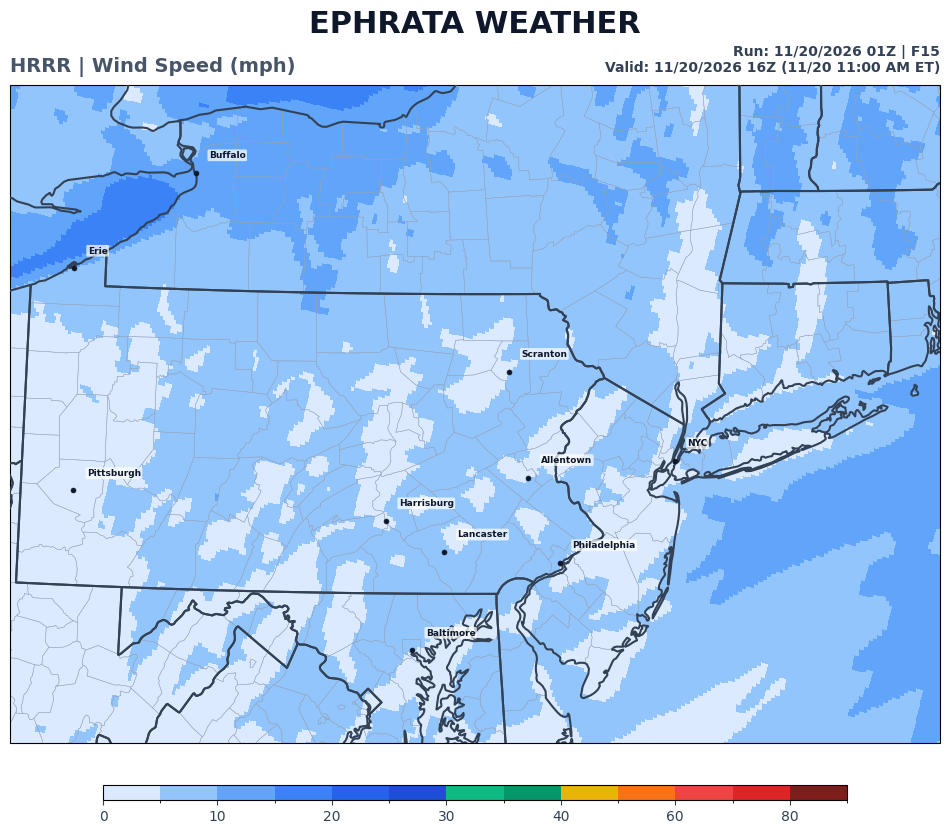 EPHRATA WEATHER
HRRR | Wind Speed (mph)
Run: 11/20/2026 01Z | F15
Valid: 11/20/2026 16Z (11/20 11:00 AM ET)
Buffalo
Erie
Scranton
NYC
Allentown
Pittsburgh
Harrisburg
Lancaster
Philadelphia
Baltimore
0 10 20 30 40 50 60 70 80